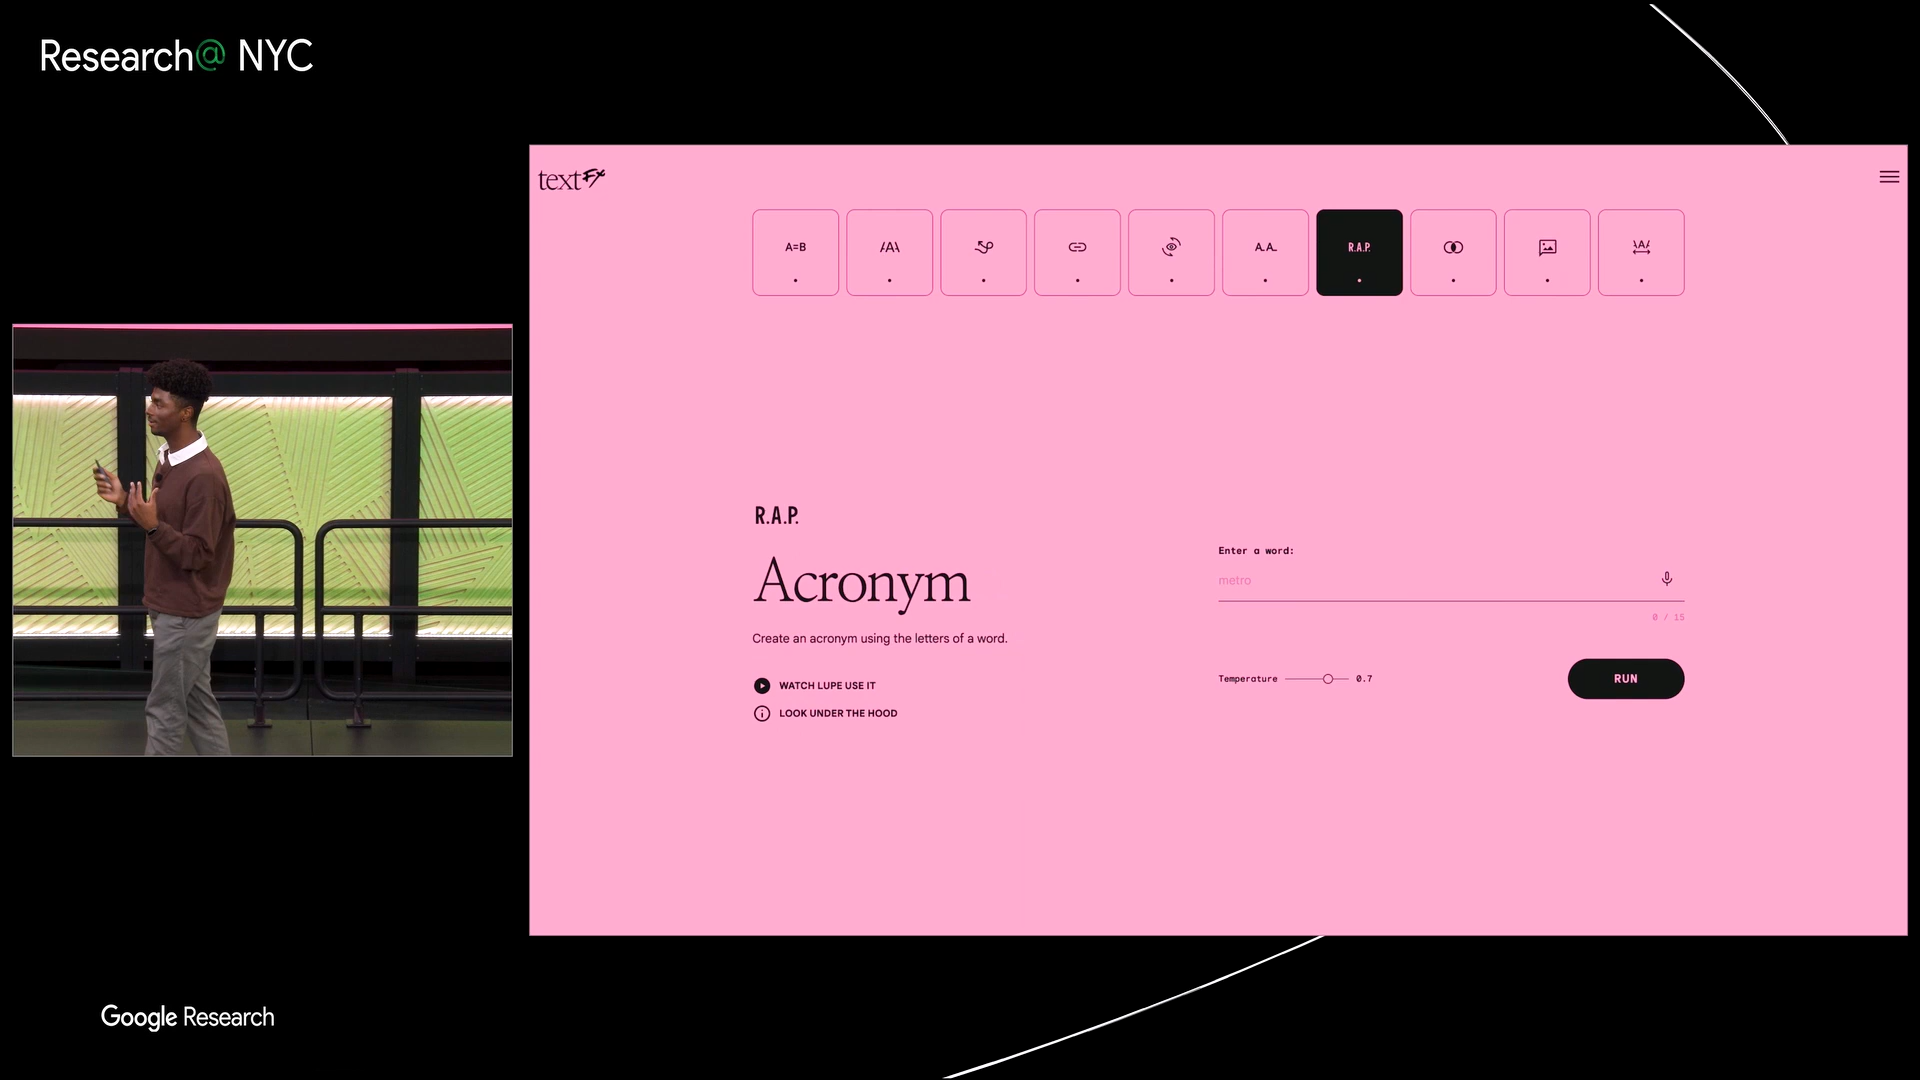 Research@ NYC
textFX
A=B
/A\
A.A.
R.A.P.
\A/
R.A.P.
Acronym
Create an acronym using the letters of a word.
WATCH LUPE USE IT
LOOK UNDER THE HOOD
Enter a word:
metro
0 / 15
Temperature 0.7
RUN
Google Research